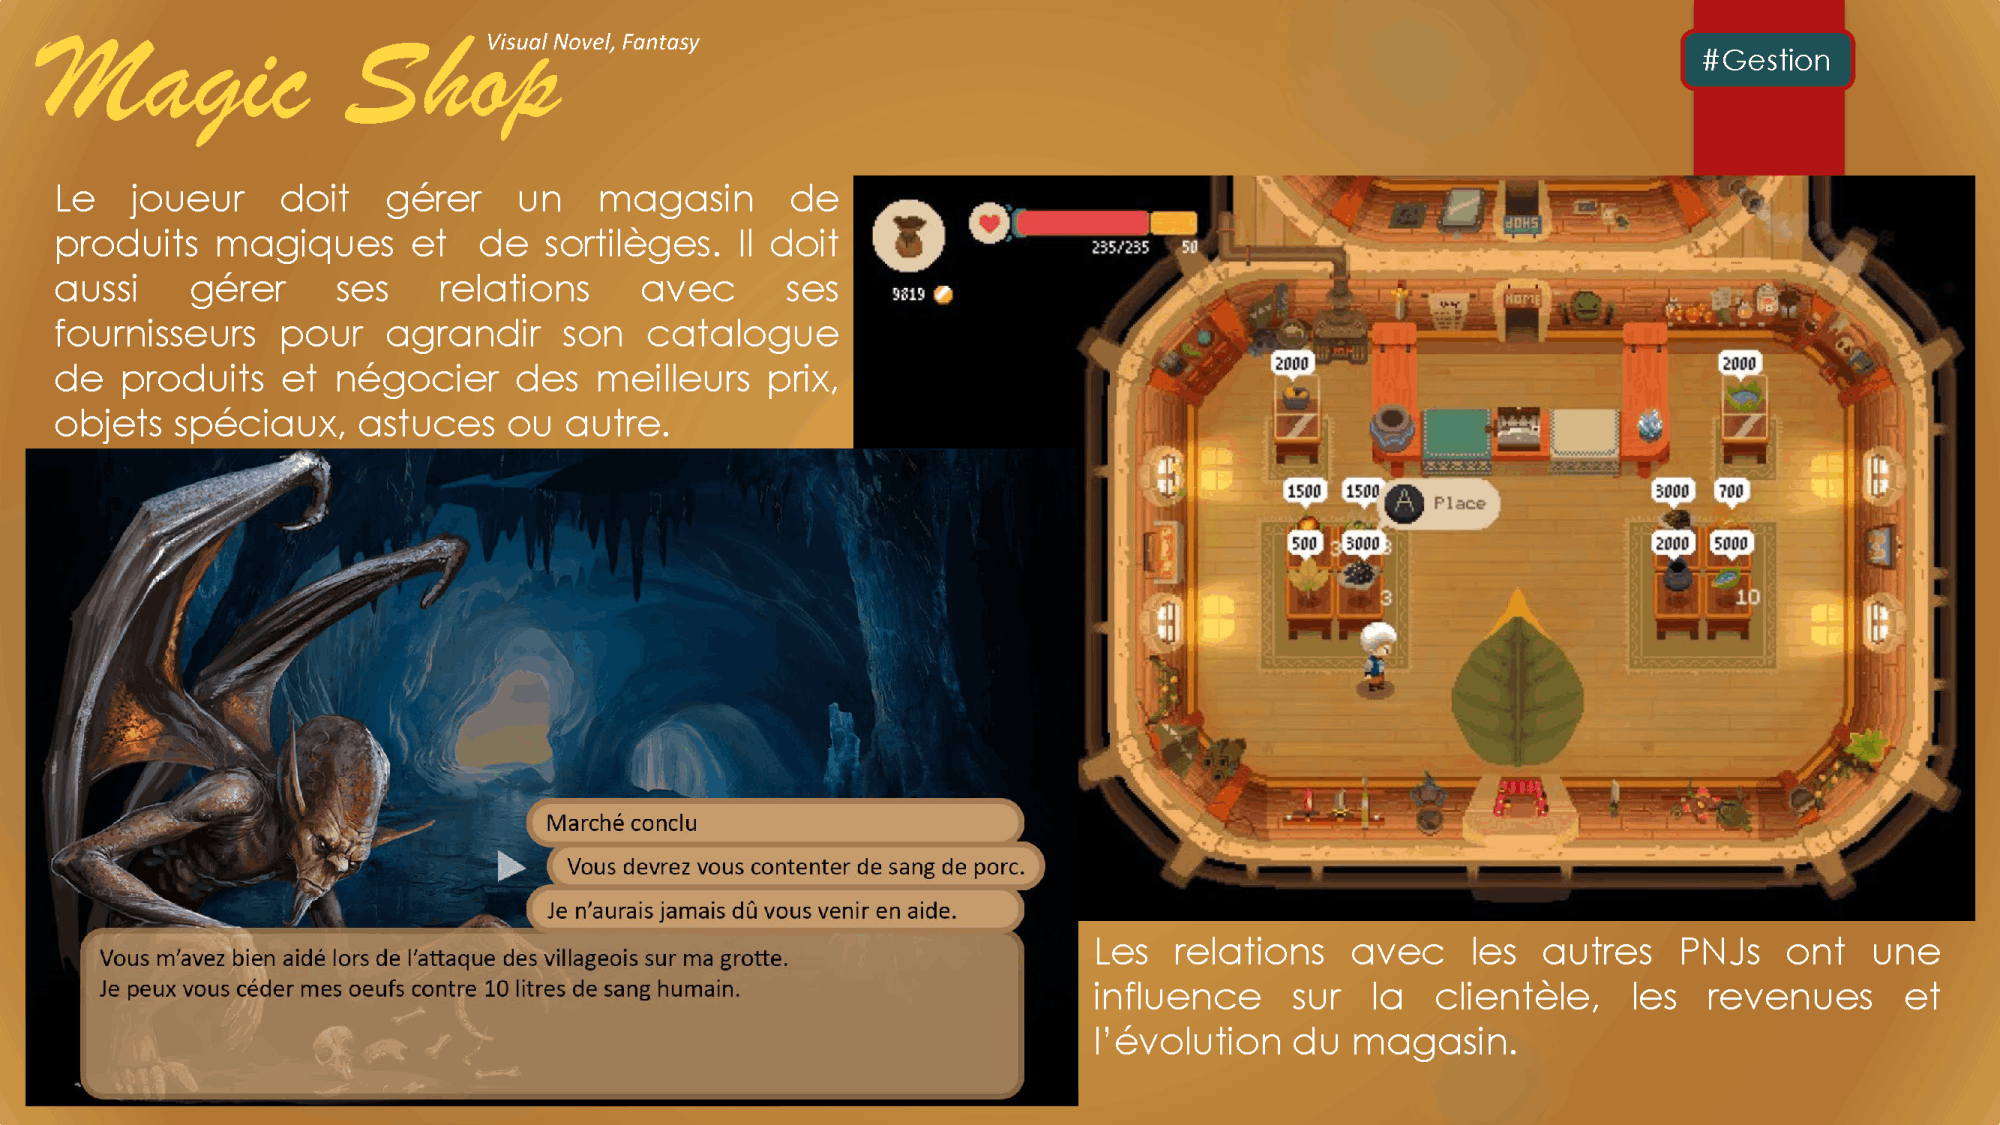 Magic Shop
Visual Novel, Fantasy
#Gestion
Le joueur doit gérer un magasin de
produits magiques et de sortilèges. Il doit
aussi gérer ses relations avec ses
fournisseurs pour agrandir son catalogue
de produits et négocier des meilleurs prix,
objets spéciaux, astuces ou autre.
235/235 50
9819
SHOP
HOME
2000 2000
1500 1500 A Place 3000 700
500 3000 2000 5000
3 10
Marché conclu
Vous devrez vous contenter de sang de porc.
Je n'aurais jamais dû vous venir en aide.
Vous m'avez bien aidé lors de l'attaque des villageois sur ma grotte.
Je peux vous céder mes oeufs contre 10 litres de sang humain.
Les relations avec les autres PNJs ont une
influence sur la clientèle, les revenues et
l'évolution du magasin.